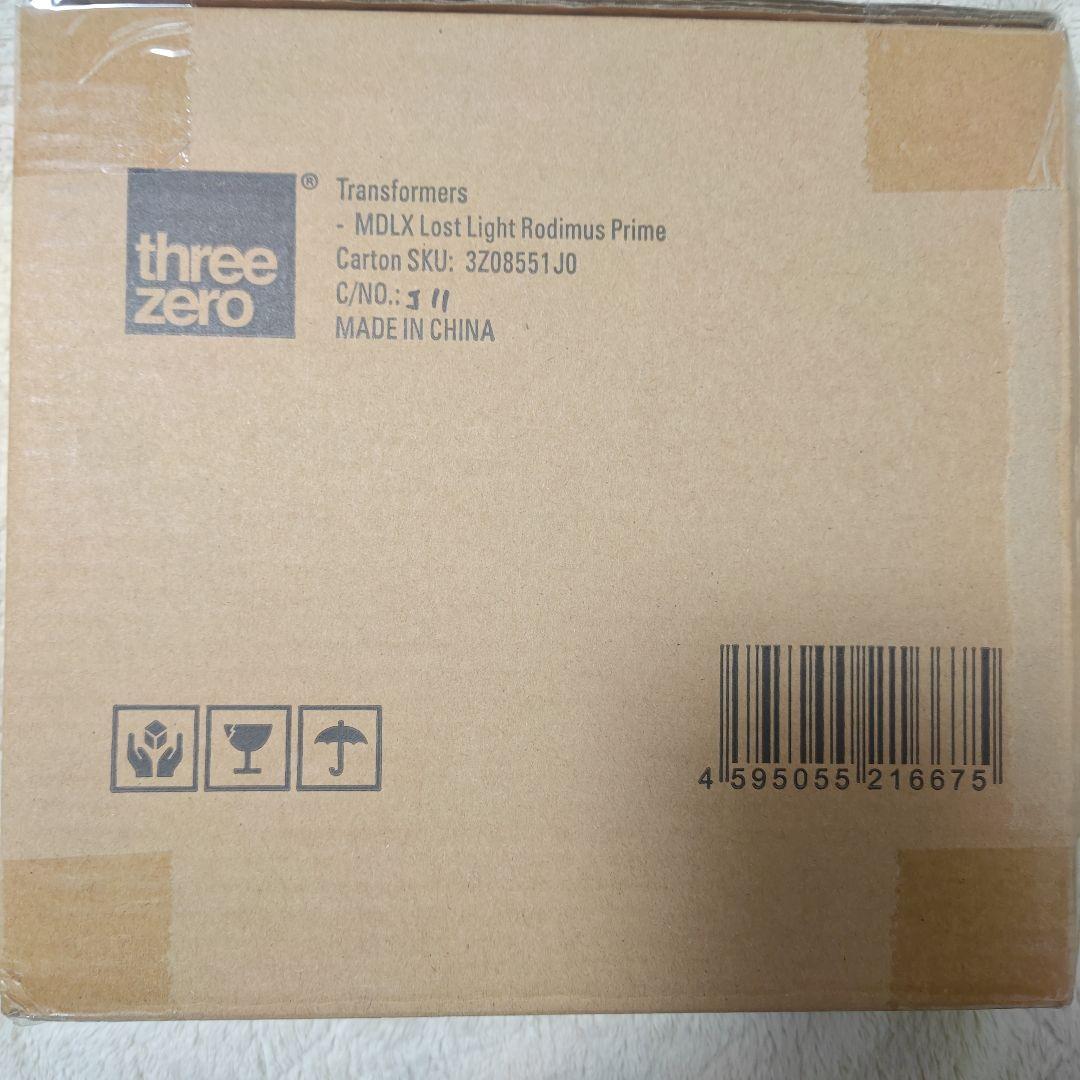 three
zero
®
Transformers
- MDLX Lost Light Rodimus Prime
Carton SKU: 3Z08551J0
C/NO.:
MADE IN CHINA
4 595055 216675